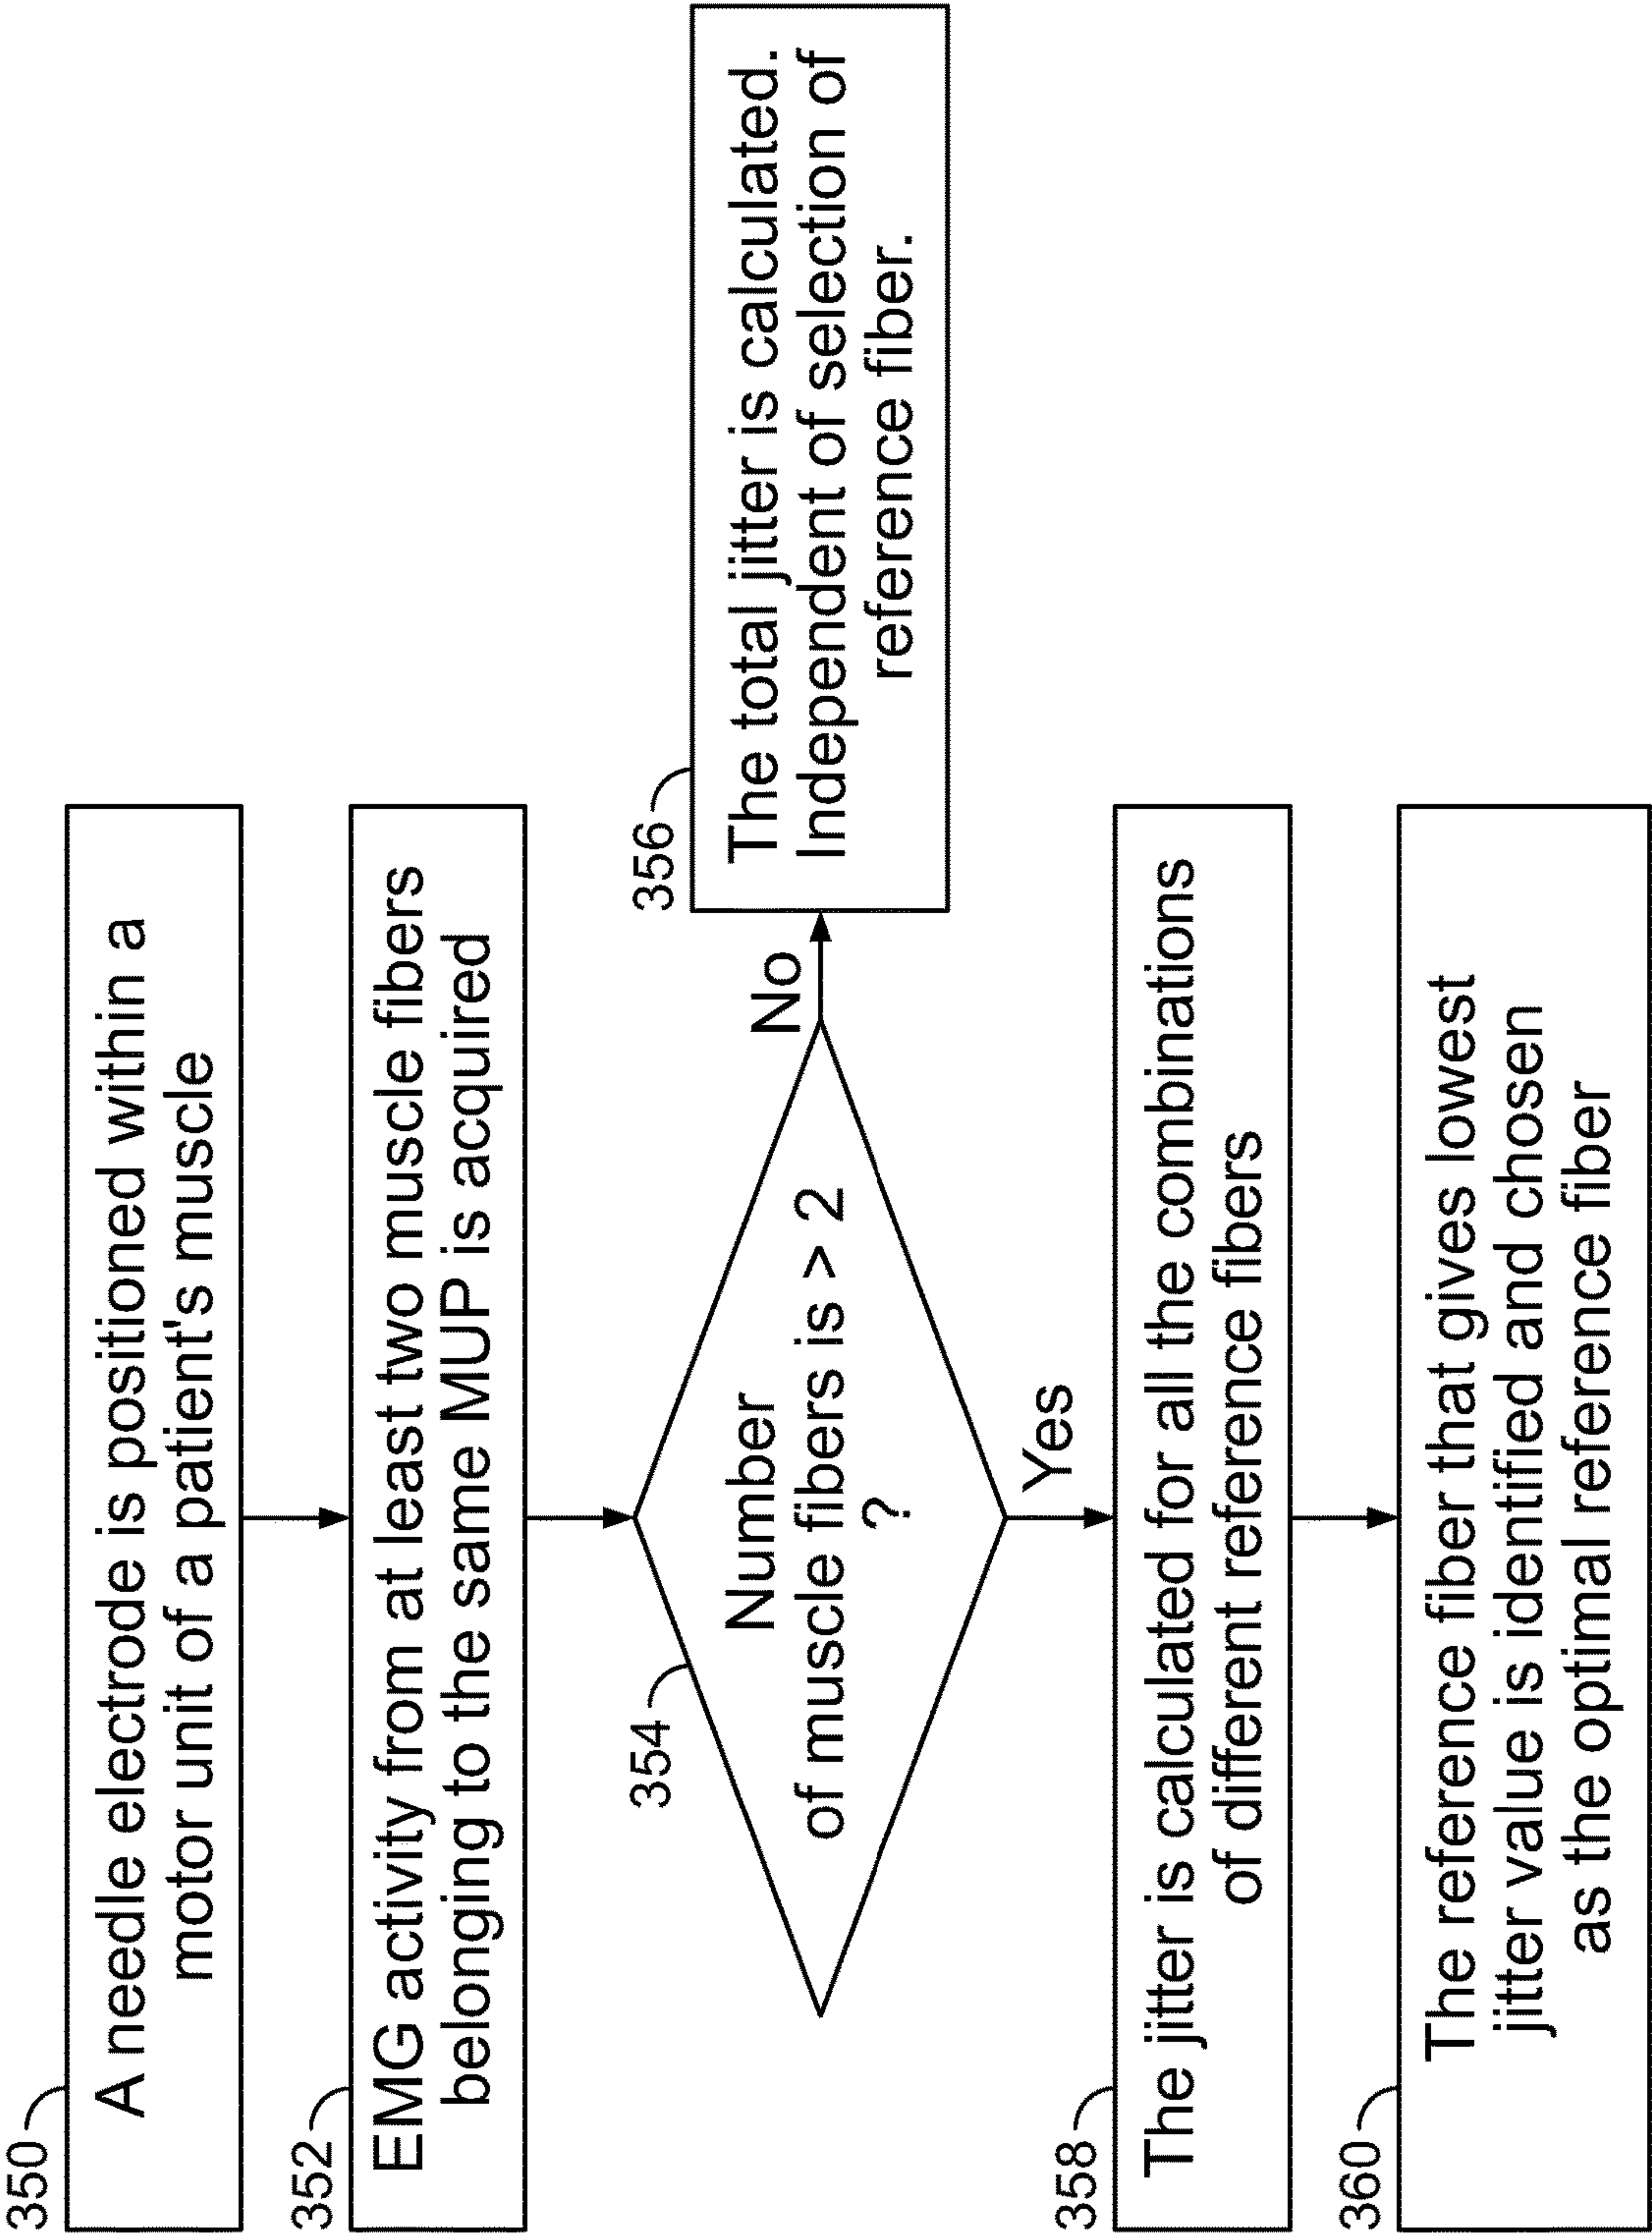 350
A needle electrode is positioned within a
motor unit of a patient's muscle
352
EMG activity from at least two muscle fibers
belonging to the same MUP is acquired
354
Number
of muscle fibers is > 2
?
No
356
The total jitter is calculated.
Independent of selection of
reference fiber.
Yes
358
The jitter is calculated for all the combinations
of different reference fibers
360
The reference fiber that gives lowest
jitter value is identified and chosen
as the optimal reference fiber